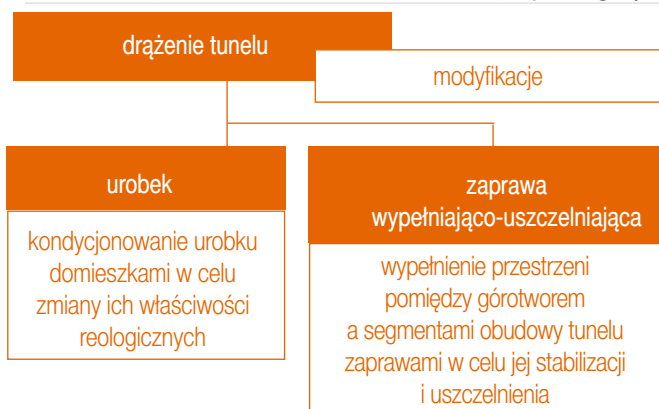 drążenie tunelu
modyfikacje
urobek
kondycjonowanie urobku
domieszkami w celu
zmiany ich właściwości
reologicznych
zaprawa
wypełniająco-uszczelniająca
wypełnienie przestrzeni
pomiędzy górotworem
a segmentami obudowy tunelu
zaprawami w celu jej stabilizacji
i uszczelnienia